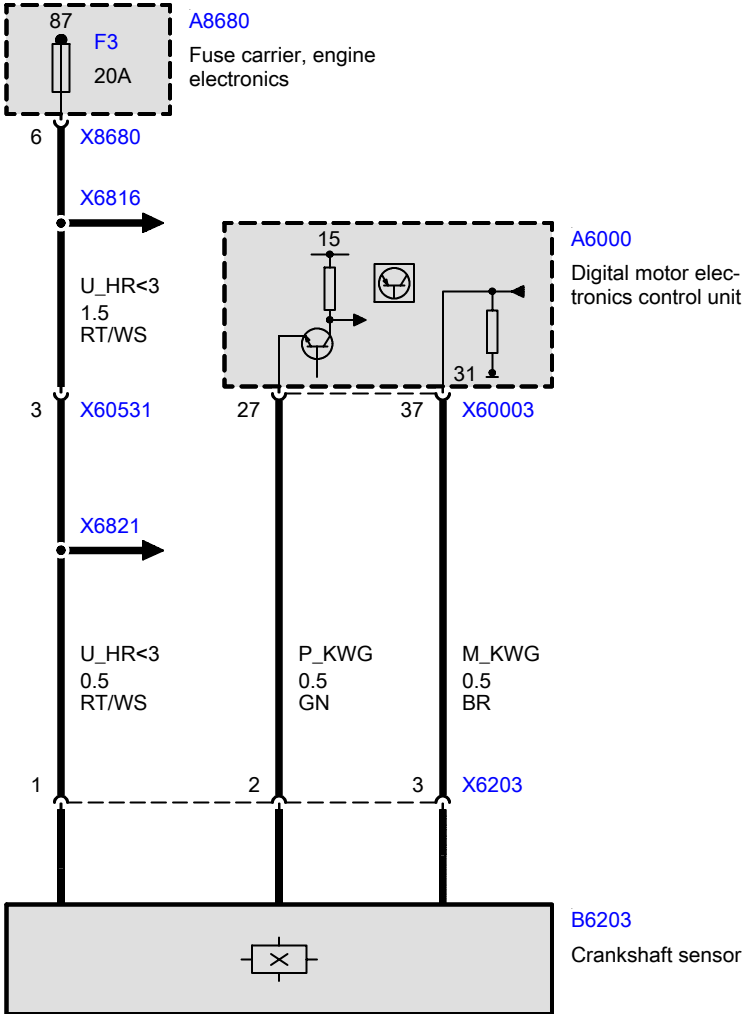 87
F3
20A
A8680
Fuse carrier, engine
electronics
6
X8680
X6816
U_HR<3
1.5
RT/WS
15
31
A6000
Digital motor elec-
tronics control unit
3
X60531
27
37
X60003
X6821
U_HR<3
0.5
RT/WS
P_KWG
0.5
GN
M_KWG
0.5
BR
1
2
3
X6203
B6203
Crankshaft sensor